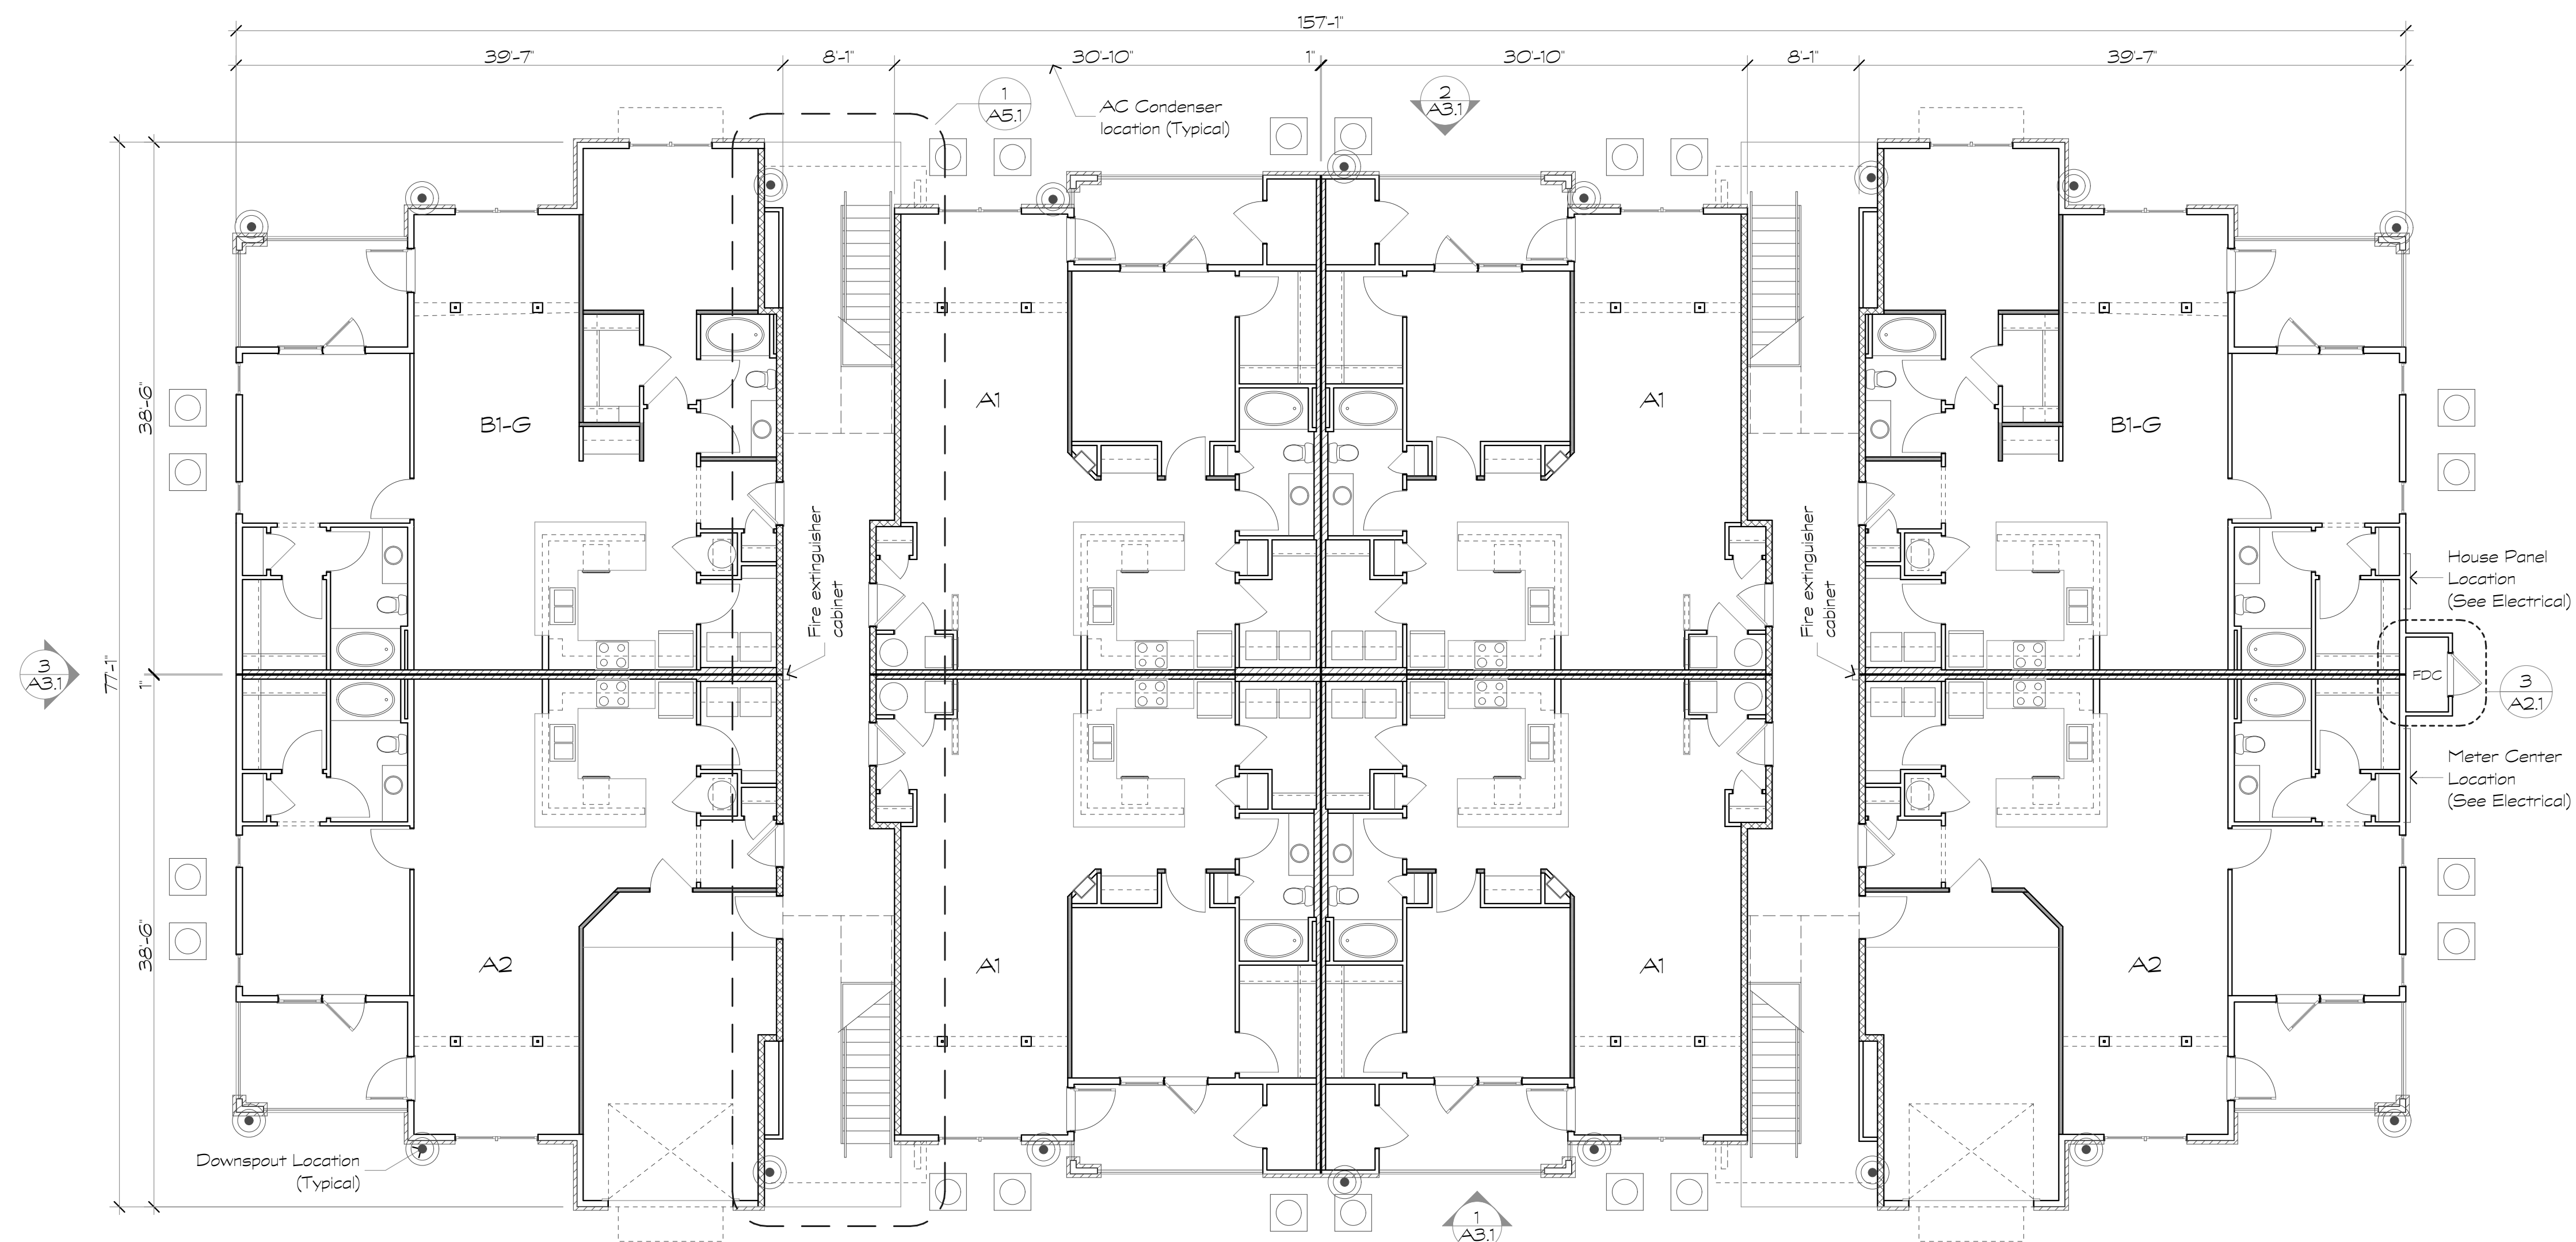 157'-1"
39'-7"
8'-1"
30'-10"
1"
30'-10"
8'-1"
39'-7"
1
A5.1
AC Condenser
location (Typical)
2
A3.1
38'-6"
77'-1"
1"
38'-6"
B1-G
A1
A1
B1-G
Fire extinguisher
cabinet
Fire extinguisher
cabinet
House Panel
Location
(See Electrical)
3
A3.1
FDC
3
A2.1
Meter Center
Location
(See Electrical)
A2
A1
A1
A2
Downspout Location
(Typical)
1
A3.1